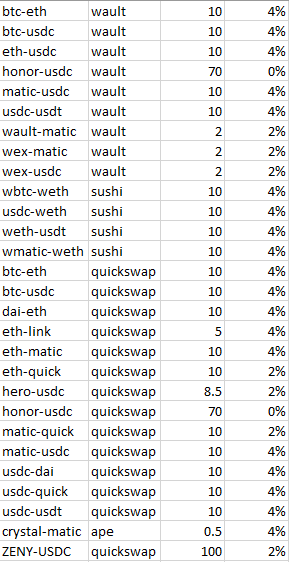 btc-eth wault 10 4%
btc-usdc wault 10 4%
eth-usdc wault 10 4%
honor-usdc wault 70 0%
matic-usdc wault 10 4%
usdc-usdt wault 10 4%
wault-matic wault 2 2%
wex-matic wault 2 2%
wex-usdc wault 2 2%
wbtc-weth sushi 10 4%
usdc-weth sushi 10 4%
weth-usdt sushi 10 4%
wmatic-weth sushi 10 4%
btc-eth quickswap 10 4%
btc-usdc quickswap 10 4%
dai-eth quickswap 10 4%
eth-link quickswap 5 4%
eth-matic quickswap 10 4%
eth-quick quickswap 10 2%
hero-usdc quickswap 8.5 2%
honor-usdc quickswap 70 0%
matic-quick quickswap 10 2%
matic-usdc quickswap 10 4%
usdc-dai quickswap 10 4%
usdc-quick quickswap 10 4%
usdc-usdt quickswap 10 4%
crystal-matic ape 0.5 4%
ZENY-USDC quickswap 100 2%